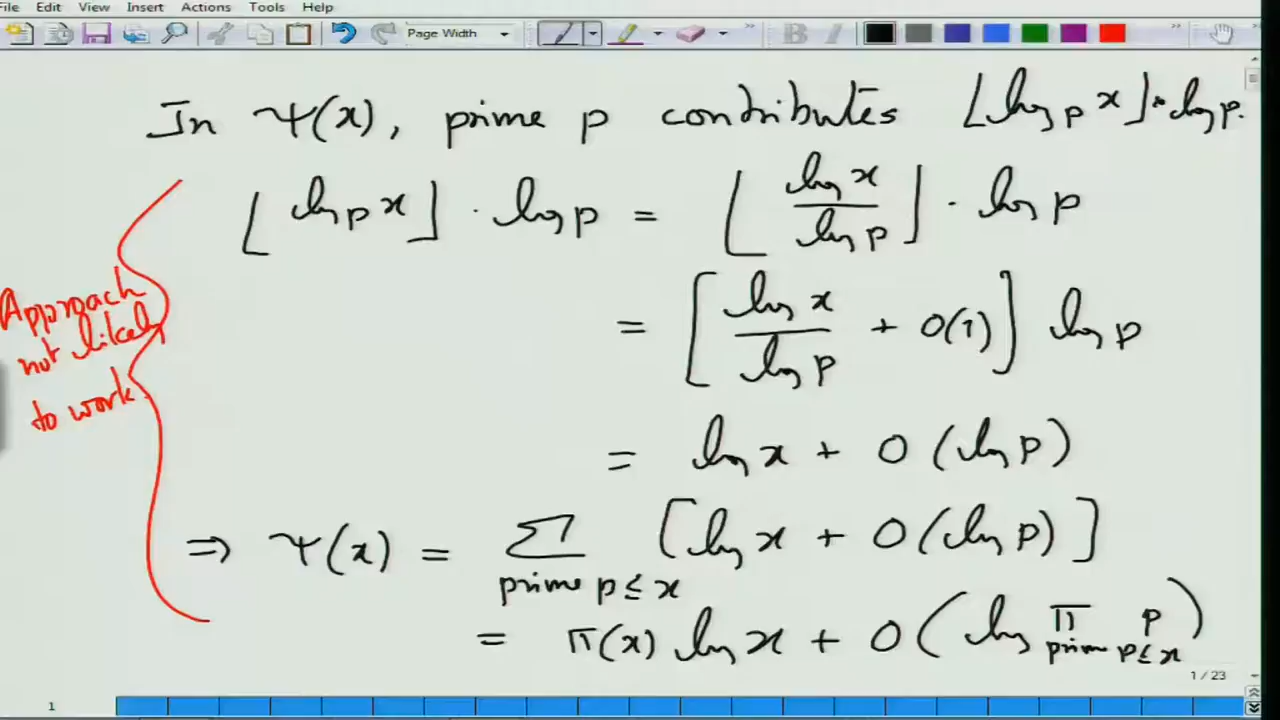 File Edit View Insert Actions Tools Help
Page Width
In ψ(x), prime p contributes ⌊log_p x⌋·log p.
⌊log_p x⌋ · log p = ⌊log x / log p⌋ · log p
= [log x / log p + O(1)] log p
= log x + O(log p)
⇒ ψ(x) = Σ_{prime p ≤ x} [log x + O(log p)]
= π(x) log x + O(log Π_{prime p ≤ x} p)
Approach
not likely
to work
1 / 23
1